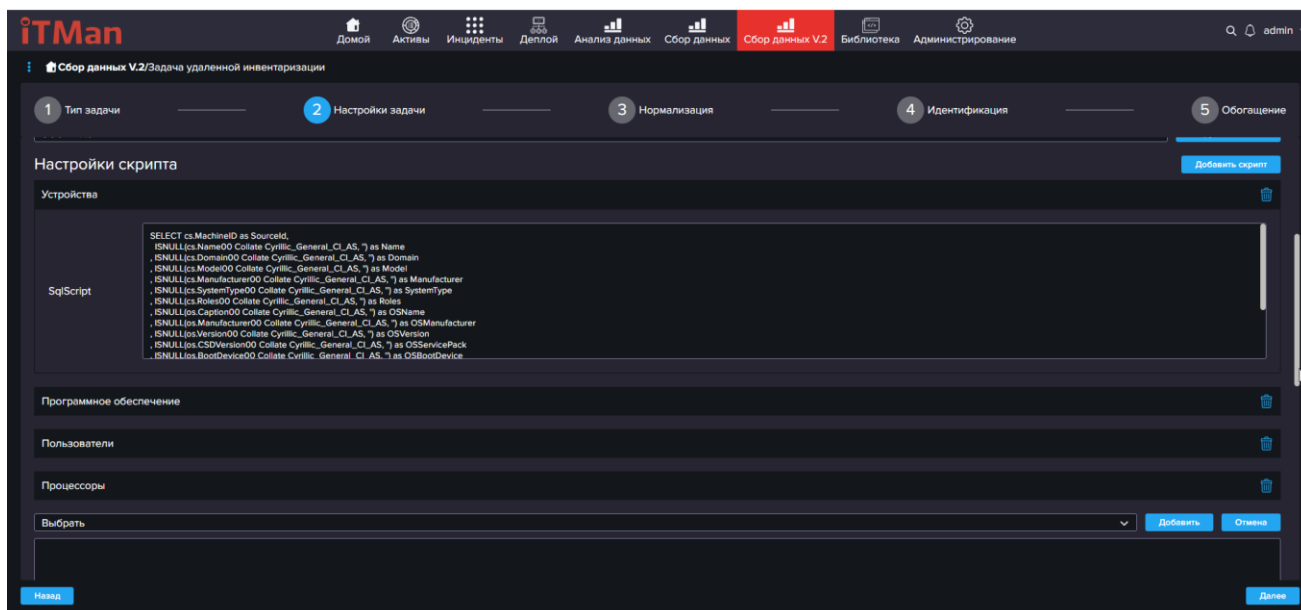 iTMan
Домой Активы Инциденты Деплой Анализ данных Сбор данных Сбор данных V.2 Библиотека Администрирование admin
Сбор данных V.2/Задача удаленной инвентаризации
1 Тип задачи 2 Настройки задачи 3 Нормализация 4 Идентификация 5 Обогащение
Настройки скрипта Добавить скрипт
Устройства
SqlScript
SELECT cs.MachineID as SourceId,
ISNULL(cs.Name00 Collate Cyrillic_General_CI_AS, '') as Name
, ISNULL(cs.Domain00 Collate Cyrillic_General_CI_AS, '') as Domain
, ISNULL(cs.Model00 Collate Cyrillic_General_CI_AS, '') as Model
, ISNULL(cs.Manufacturer00 Collate Cyrillic_General_CI_AS, '') as Manufacturer
, ISNULL(cs.SystemType00 Collate Cyrillic_General_CI_AS, '') as SystemType
, ISNULL(cs.Roles00 Collate Cyrillic_General_CI_AS, '') as Roles
, ISNULL(os.Caption00 Collate Cyrillic_General_CI_AS, '') as OSName
, ISNULL(os.Manufacturer00 Collate Cyrillic_General_CI_AS, '') as OSManufacturer
, ISNULL(os.Version00 Collate Cyrillic_General_CI_AS, '') as OSVersion
, ISNULL(os.CSDVersion00 Collate Cyrillic_General_CI_AS, '') as OSServicePack
, ISNULL(os.BootDevice00 Collate Cyrillic_General_CI_AS, '') as OSBootDevice
Программное обеспечение
Пользователи
Процессоры
Выбрать Добавить Отмена
Назад Далее